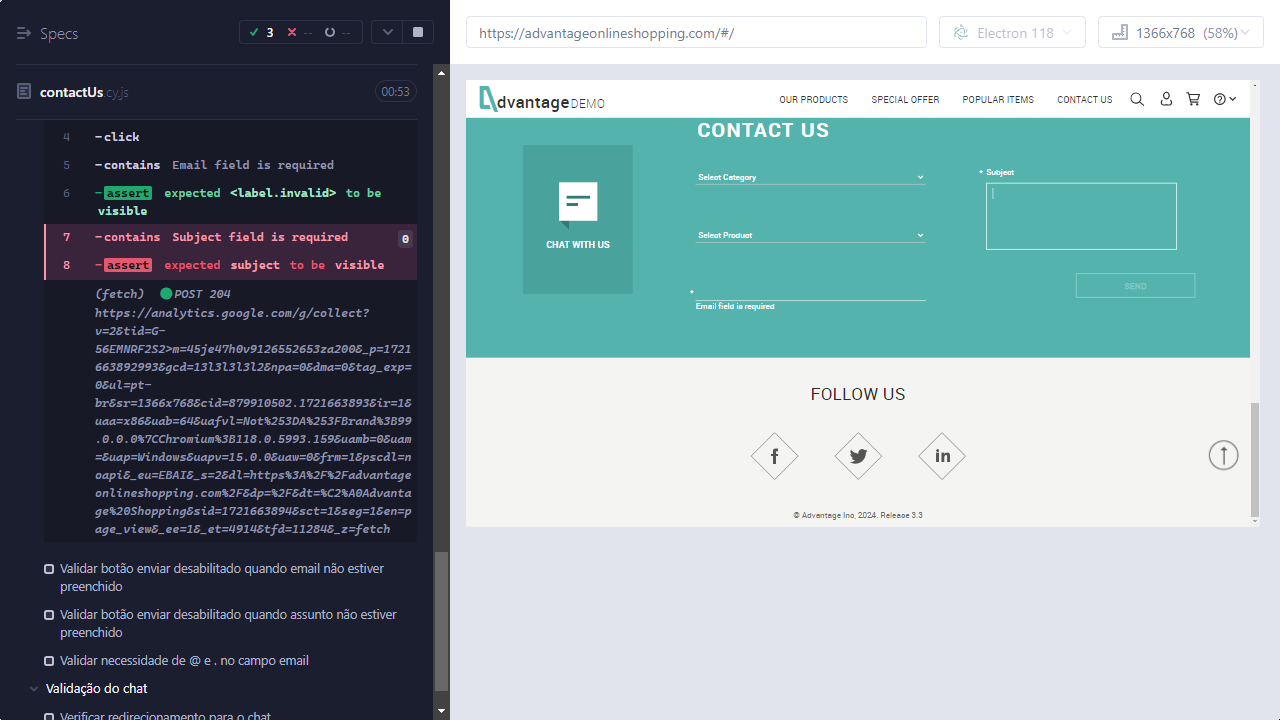 Specs
3
--
--
contactUs.cy.js
00:53
4 -click
5 -contains Email field is required
6 -assert expected <label.invalid> to be
visible
7 -contains Subject field is required 0
8 -assert expected subject to be visible
(fetch) POST 204
https://analytics.google.com/g/collect?
v=2&tid=G-
56EMNRF2S2>m=45je47h0v9126552653za200&_p=1721
663892993&gcd=13l3l3l3l2&npa=0&dma=0&tag_exp=
0&ul=pt-
br&sr=1366x768&cid=879910502.1721663893&ir=1&
uaa=x86&uab=64&uafvl=Not%253DA%253FBrand%3B99
.0.0.0%7CChromium%3B118.0.5993.159&uamb=0&uam
=&uap=Windows&uapv=15.0.0&uaw=0&frm=1&pscdl=n
oapi&_eu=EBAI&_s=2&dl=https%3A%2F%2Fadvantage
onlineshopping.com%2F&dp=%2F&dt=%C2%A0Advanta
ge%20Shopping&sid=1721663894&sct=1&seg=1&en=p
age_view&_ee=1&_et=4914&tfd=11284&_z=fetch
Validar botão enviar desabilitado quando email não estiver
preenchido
Validar botão enviar desabilitado quando assunto não estiver
preenchido
Validar necessidade de @ e . no campo email
Validação do chat
Verificar redirecionamento para o chat
https://advantageonlineshopping.com/#/
Electron 118
1366x768 (58%)
dvantage DEMO
OUR PRODUCTS
SPECIAL OFFER
POPULAR ITEMS
CONTACT US
CONTACT US
CHAT WITH US
Select Category
Select Product
*
Email field is required
* Subject
SEND
FOLLOW US
© Advantage Inc, 2024. Release 3.3